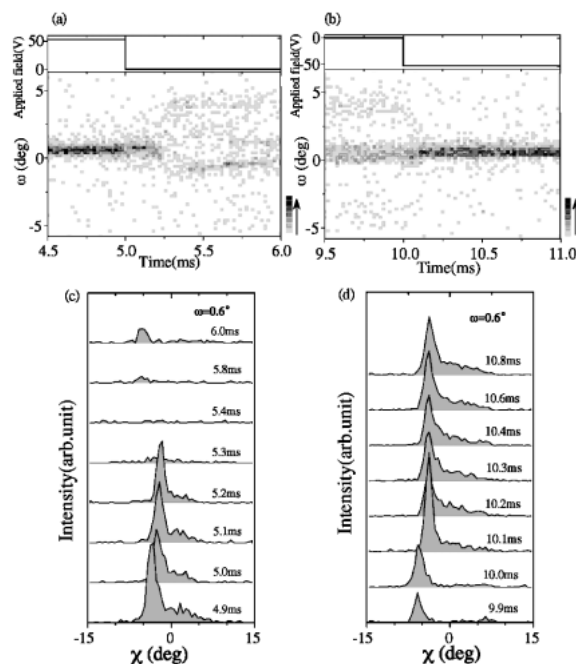 (a)
(b)
Applied field(V)
50
0
Applied field(V)
0
-50
ω (deg)
5
0
-5
ω (deg)
5
0
-5
4.5
5.0
5.5
6.0
Time(ms)
9.5
10.0
10.5
11.0
Time(ms)
(c)
ω=0.6°
6.0ms
5.8ms
5.4ms
5.3ms
5.2ms
5.1ms
5.0ms
4.9ms
Intensity(arb.unit)
-15
0
15
χ (deg)
(d)
ω=0.6°
10.8ms
10.6ms
10.4ms
10.3ms
10.2ms
10.1ms
10.0ms
9.9ms
Intensity(arb.unit)
-15
0
15
χ (deg)